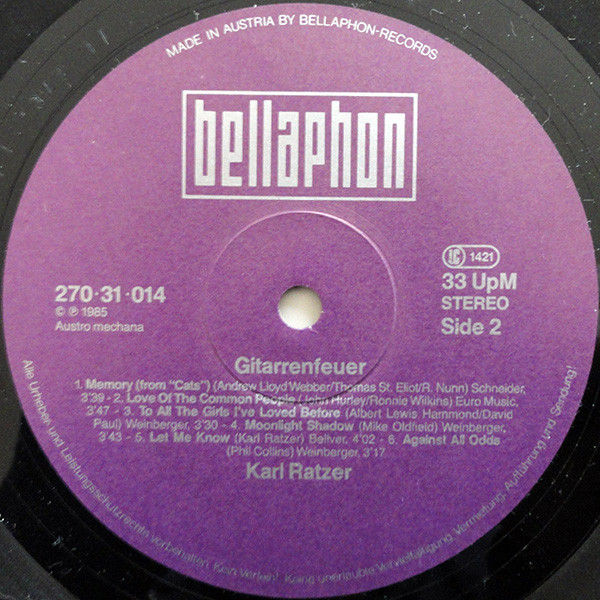 MADE IN AUSTRIA BY BELLAPHON-RECORDS
bellaphon
LC 1421
270·31·014
33 UpM
© ℗ 1985
STEREO
Austro mechana
Side 2
Gitarrenfeuer
1. Memory (from "Cats") (Andrew Lloyd Webber/Thomas St. Eliot/R. Nunn) Schneider,
3'39 - 2. Love Of The Common People (John Hurley/Ronnie Wilkins) Euro Music,
3'47 - 3. To All The Girls I've Loved Before (Albert Lewis Hammond/David
Paul) Weinberger, 3'30 - 4. Moonlight Shadow (Mike Oldfield) Weinberger,
3'43 - 5. Let Me Know (Karl Ratzer) Bellver, 4'02 - 6. Against All Odds
(Phil Collins) Weinberger, 3'17
Karl Ratzer
Alle Urheber- und Leistungsschutzrechte vorbehalten. Kein Verleih! Keine unerlaubte Vervielfältigung, Vermietung, Aufführung und Sendung!